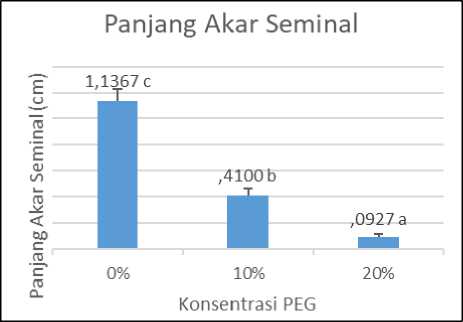 Panjang Akar Seminal
Panjang Akar Seminal (cm)
1,1367 c
,4100 b
,0927 a
0%
10%
20%
Konsentrasi PEG